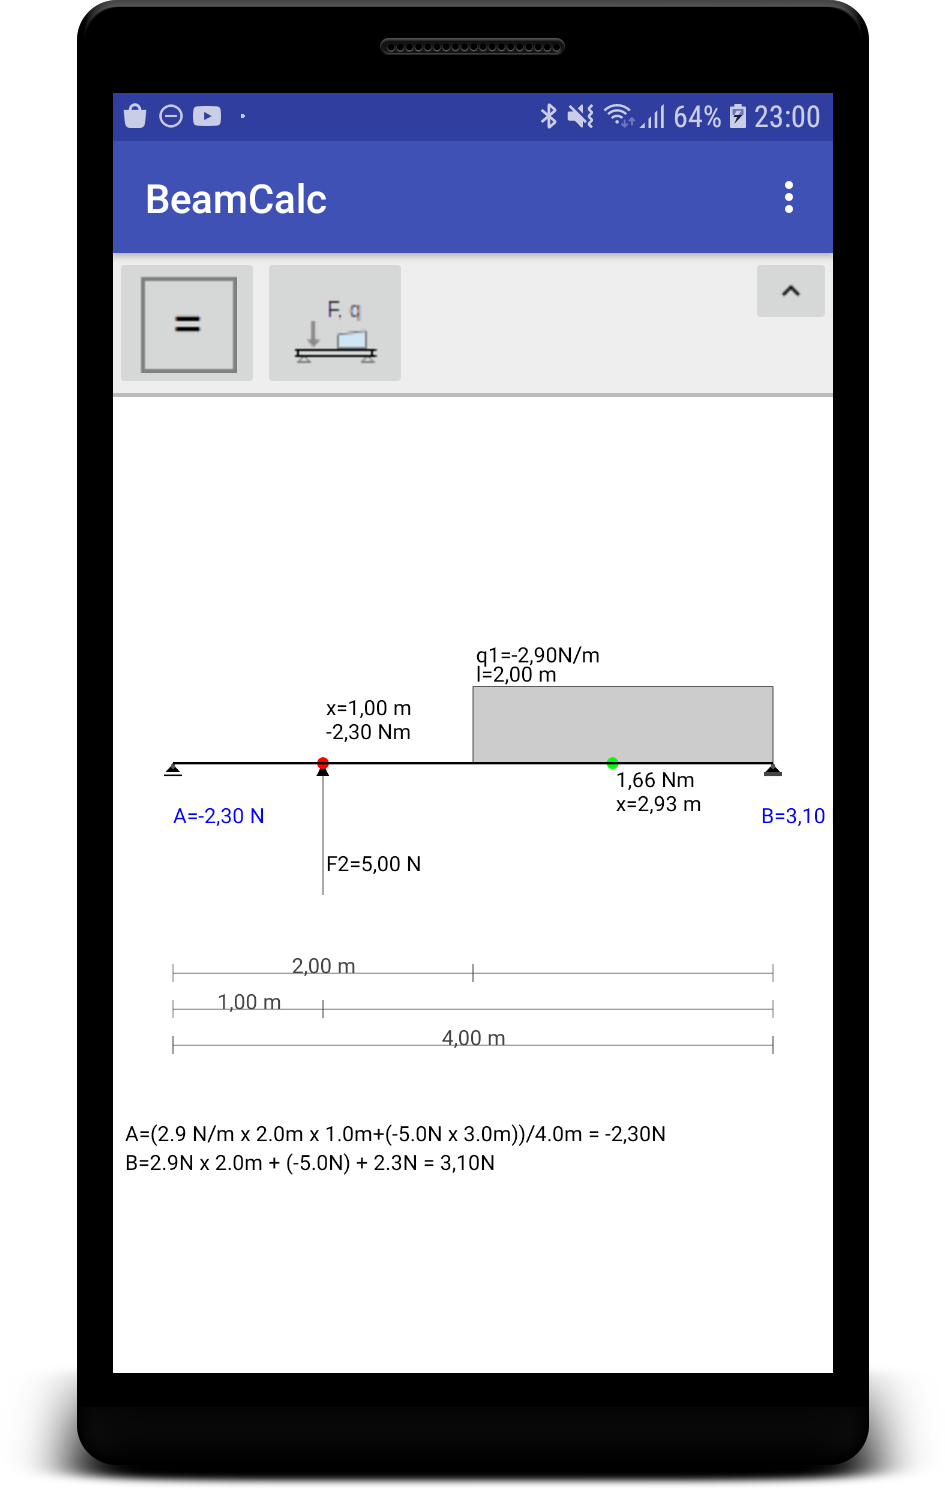 64% 23:00
BeamCalc
=
F, q
q1=-2,90N/m
l=2,00 m
x=1,00 m
-2,30 Nm
1,66 Nm
x=2,93 m
A=-2,30 N
B=3,10
F2=5,00 N
2,00 m
1,00 m
4,00 m
A=(2.9 N/m x 2.0m x 1.0m+(-5.0N x 3.0m))/4.0m = -2,30N
B=2.9N x 2.0m + (-5.0N) + 2.3N = 3,10N